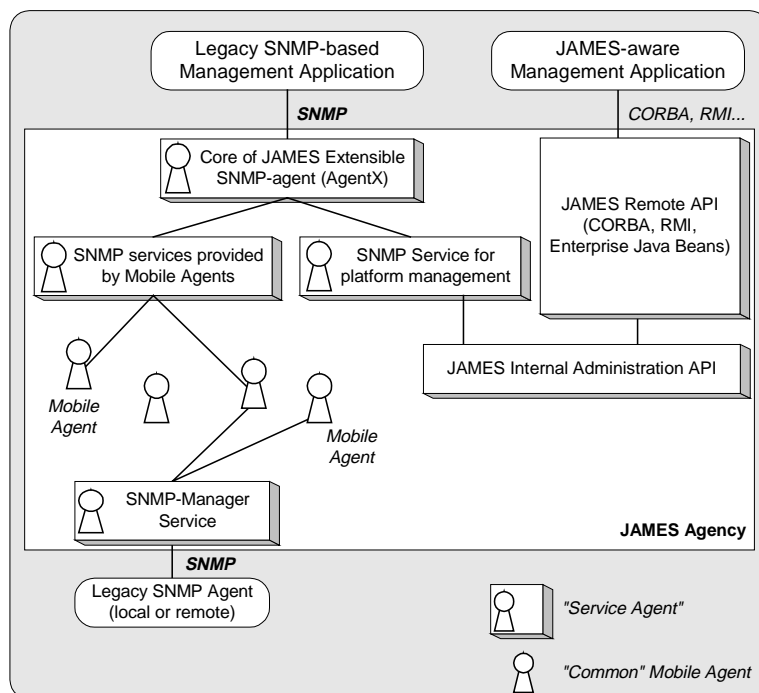 Legacy SNMP-based
Management Application
JAMES-aware
Management Application
SNMP
CORBA, RMI...
Core of JAMES Extensible
SNMP-agent (AgentX)
JAMES Remote API
(CORBA, RMI,
Enterprise Java Beans)
SNMP services provided
by Mobile Agents
SNMP Service for
platform management
JAMES Internal Administration API
Mobile
Agent
Mobile
Agent
SNMP-Manager
Service
JAMES Agency
SNMP
Legacy SNMP Agent
(local or remote)
"Service Agent"
"Common" Mobile Agent